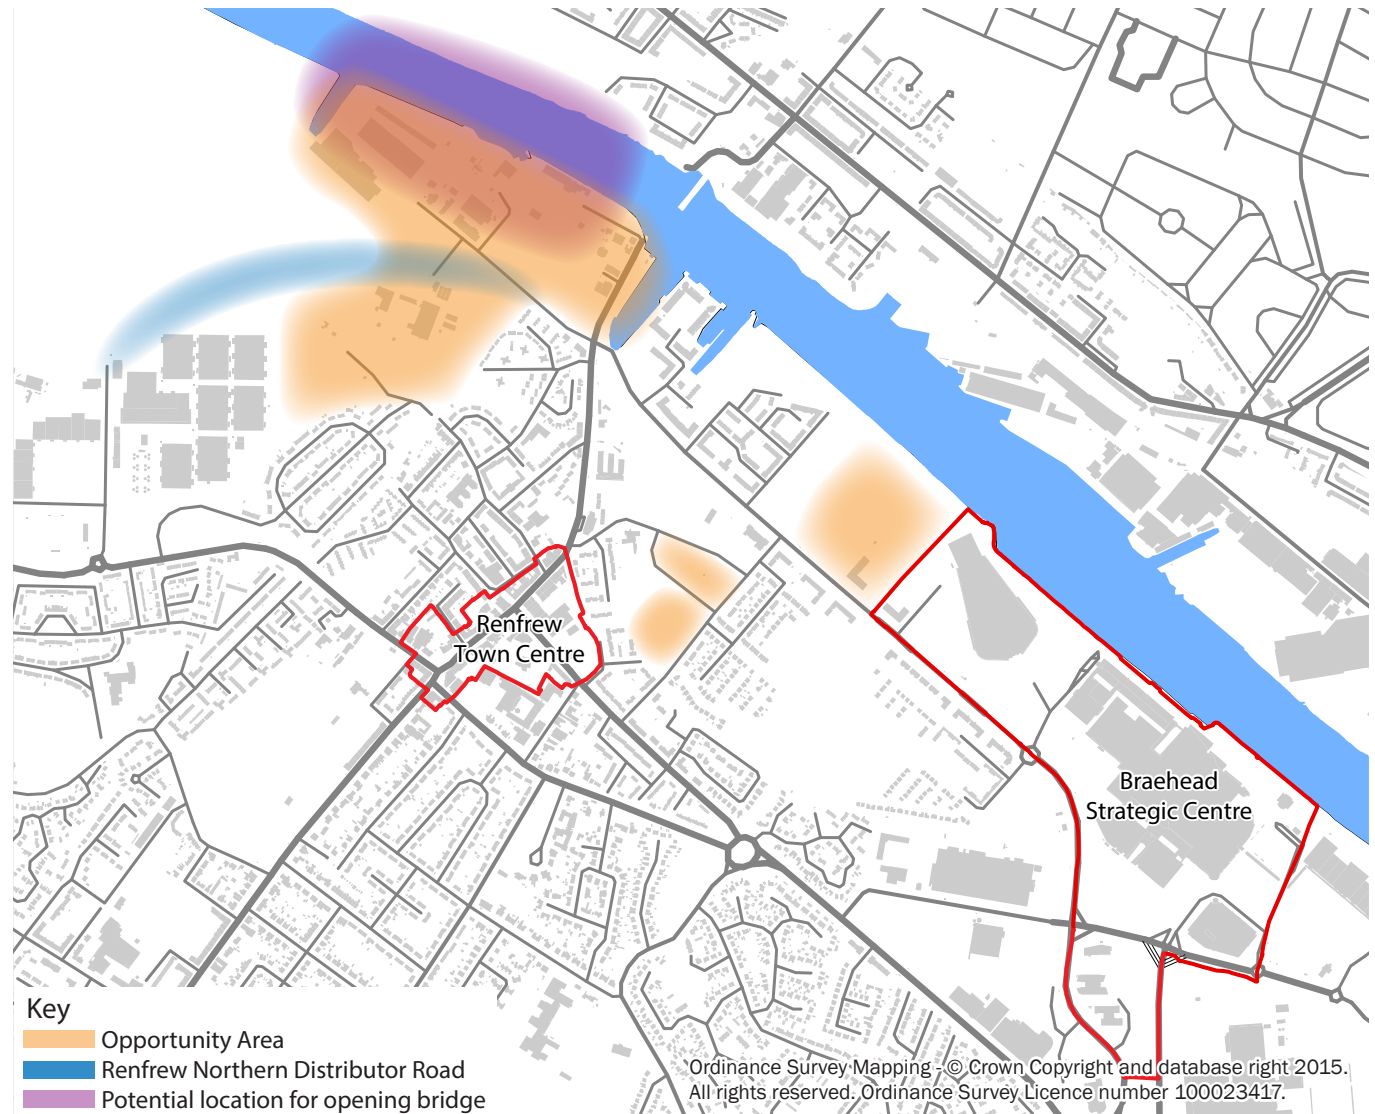 Renfrew
Town Centre
Braehead
Strategic Centre
Key
Opportunity Area
Renfrew Northern Distributor Road
Potential location for opening bridge
Ordinance Survey Mapping - © Crown Copyright and database right 2015.
All rights reserved. Ordinance Survey Licence number 100023417.